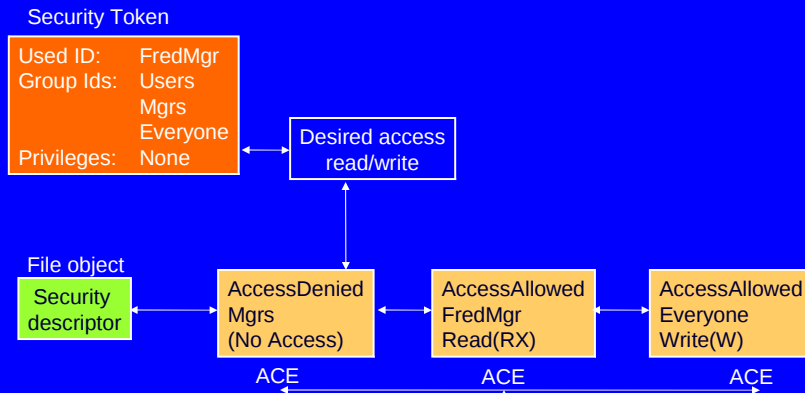 Security Token
Used ID: FredMgr
Group Ids: Users
Mgrs
Everyone
Privileges: None
Desired access
read/write
File object
Security
descriptor
AccessDenied
Mgrs
(No Access)
AccessAllowed
FredMgr
Read(RX)
AccessAllowed
Everyone
Write(W)
ACE
ACE
ACE